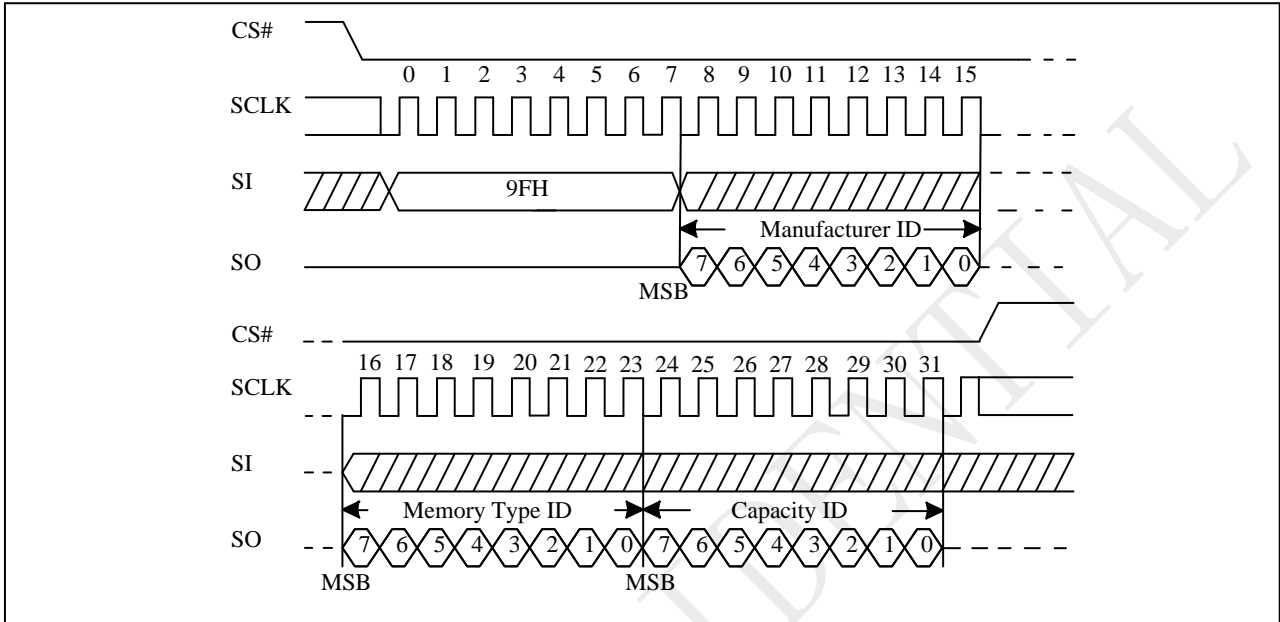 CS#
0 1 2 3 4 5 6 7 8 9 10 11 12 13 14 15
SCLK
SI
9FH
Manufacturer ID
SO
7 6 5 4 3 2 1 0
MSB
CS#
16 17 18 19 20 21 22 23 24 25 26 27 28 29 30 31
SCLK
SI
Memory Type ID Capacity ID
SO
7 6 5 4 3 2 1 0 7 6 5 4 3 2 1 0
MSB MSB
IDENTIAL